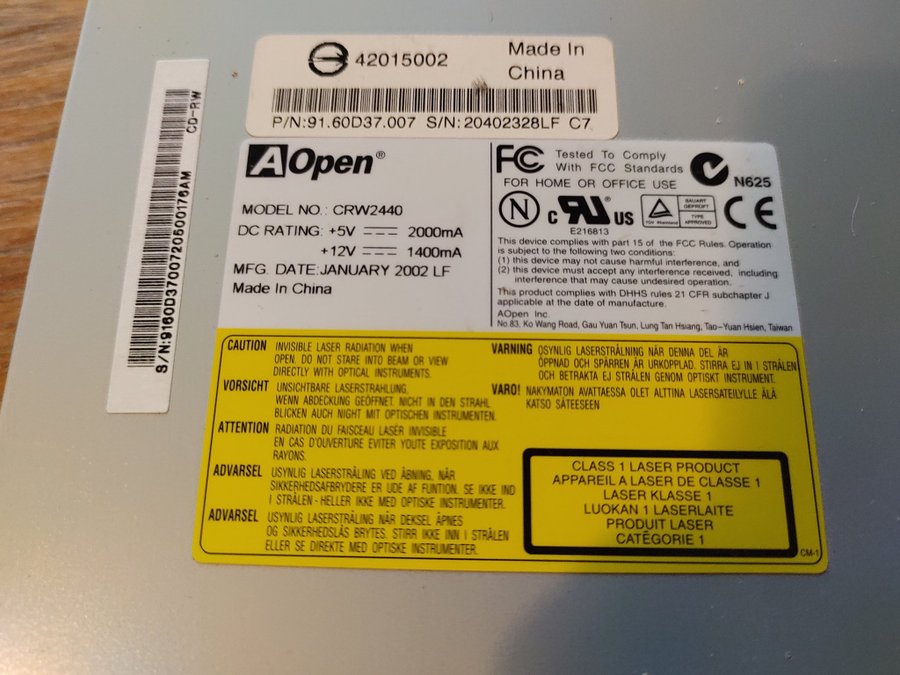 42015002
Made In
China
P/N:91.60D37.007 S/N:20402328LF C7
CD-RW
S/N:9160D3700720500176AM
AOpen®
MODEL NO.: CRW2440
DC RATING: +5V 2000mA
+12V 1400mA
MFG. DATE:JANUARY 2002 LF
Made In China
FC Tested To Comply
With FCC Standards
FOR HOME OR OFFICE USE
N625
N
c RU® US
E216813
TÜV Rheinland
BAUART
GEPRÜFT
TYPE
APPROVED
CE
This device complies with part 15 of the FCC Rules. Operation
is subject to the following two conditions:
(1) this device may not cause harmful interference, and
(2) this device must accept any interference received, including
interference that may cause undesired operation.
This product complies with DHHS rules 21 CFR subchapter J
applicable at the date of manufacture.
AOpen Inc.
No.83, Ko Wang Road, Gau Yuan Tsun, Lung Tan Hsiang, Tao-Yuan Hsien, Taiwan
CAUTION INVISIBLE LASER RADIATION WHEN
OPEN. DO NOT STARE INTO BEAM OR VIEW
DIRECTLY WITH OPTICAL INSTRUMENTS.
VORSICHT UNSICHTBARE LASERSTRAHLUNG.
WENN ABDECKUNG GEÖFFNET NICHT IN DEN STRAHL
BLICKEN AUCH NIGHT MIT OPTISCHEN INSTRUMENTEN.
ATTENTION RADIATION DU FAISCEAU LASER INVISIBLE
EN CAS D'OUVERTURE EVITER YOUTE EXPOSITION AUX
RAYONS.
ADVARSEL USYNLIG LASERSTRÅLING VED ÅBNING, NÅR
SIKKERHEDSAFBRYDERE ER UDE AF FUNTION. SE IKKE IND
I STRÅLEN - HELLER IKKE MED OPTISKE INSTRUMENTER.
ADVARSEL USYNLIG LASERSTRÅLING NÅR DEKSEL ÅPNES
OG SIKKERHEDSLÅS BRYTES. STIRR IKKE INN I STRÅLEN
ELLER SE DIREKTE MED OPTISKE INSTRUMENTER.
VARNING OSYNLIG LASERSTRÅLNING NÄR DENNA DEL ÄR
ÖPPNAD OCH SPÄRREN ÄR URKOPPLAD. STIRRA EJ IN I STRÅLEN
OCH BETRAKTA EJ STRÅLEN GENOM OPTISKT INSTRUMENT.
VARO! NÄKYMATON AVATTAESSA OLET ALTTINA LASERSATEILYLLE ÄLÄ
KATSO SÄTEESEEN
CLASS 1 LASER PRODUCT
APPAREIL A LASER DE CLASSE 1
LASER KLASSE 1
LUOKAN 1 LASERLAITE
PRODUIT LASER
CATÉGORIE 1
CM-1